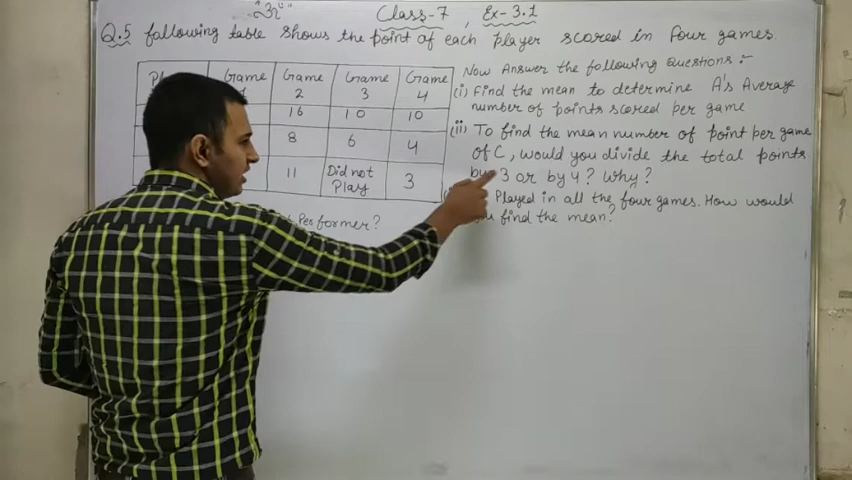 Class-7, Ex-3.1
Q.5 following table shows the point of each player scored in four games.
Game Game Game Game
2 3 4
16 10 10
8 6 4
11 Did not Play 3
Performer?
Now Answer the following Questions:-
(i) Find the mean to determine A's Average
number of points scored per game
(ii) To find the mean number of point per game
of C, would you divide the total points
by 3 or by 4? Why?
Played in all the four games. How would
find the mean?